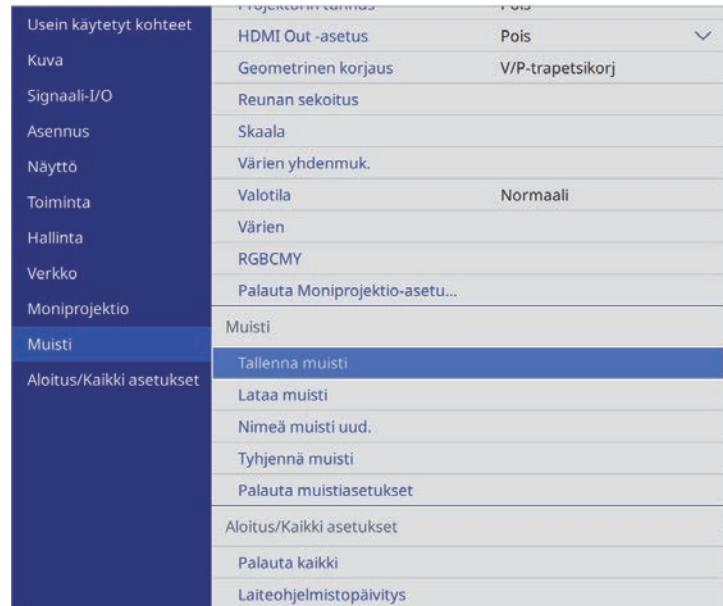 Usein käytetyt kohteet
Kuva
Signaali-I/O
Asennus
Näyttö
Toiminta
Hallinta
Verkko
Moniprojektio
Muisti
Aloitus/Kaikki asetukset
HDMI Out -asetus Pois
Geometrinen korjaus V/P-trapetsikorj
Reunan sekoitus
Skaala
Värien yhdenmuk.
Valotila Normaali
Värien
RGBCMY
Palauta Moniprojektio-asetu...
Muisti
Tallenna muisti
Lataa muisti
Nimeä muisti uud.
Tyhjennä muisti
Palauta muistiasetukset
Aloitus/Kaikki asetukset
Palauta kaikki
Laiteohjelmistopäivitys